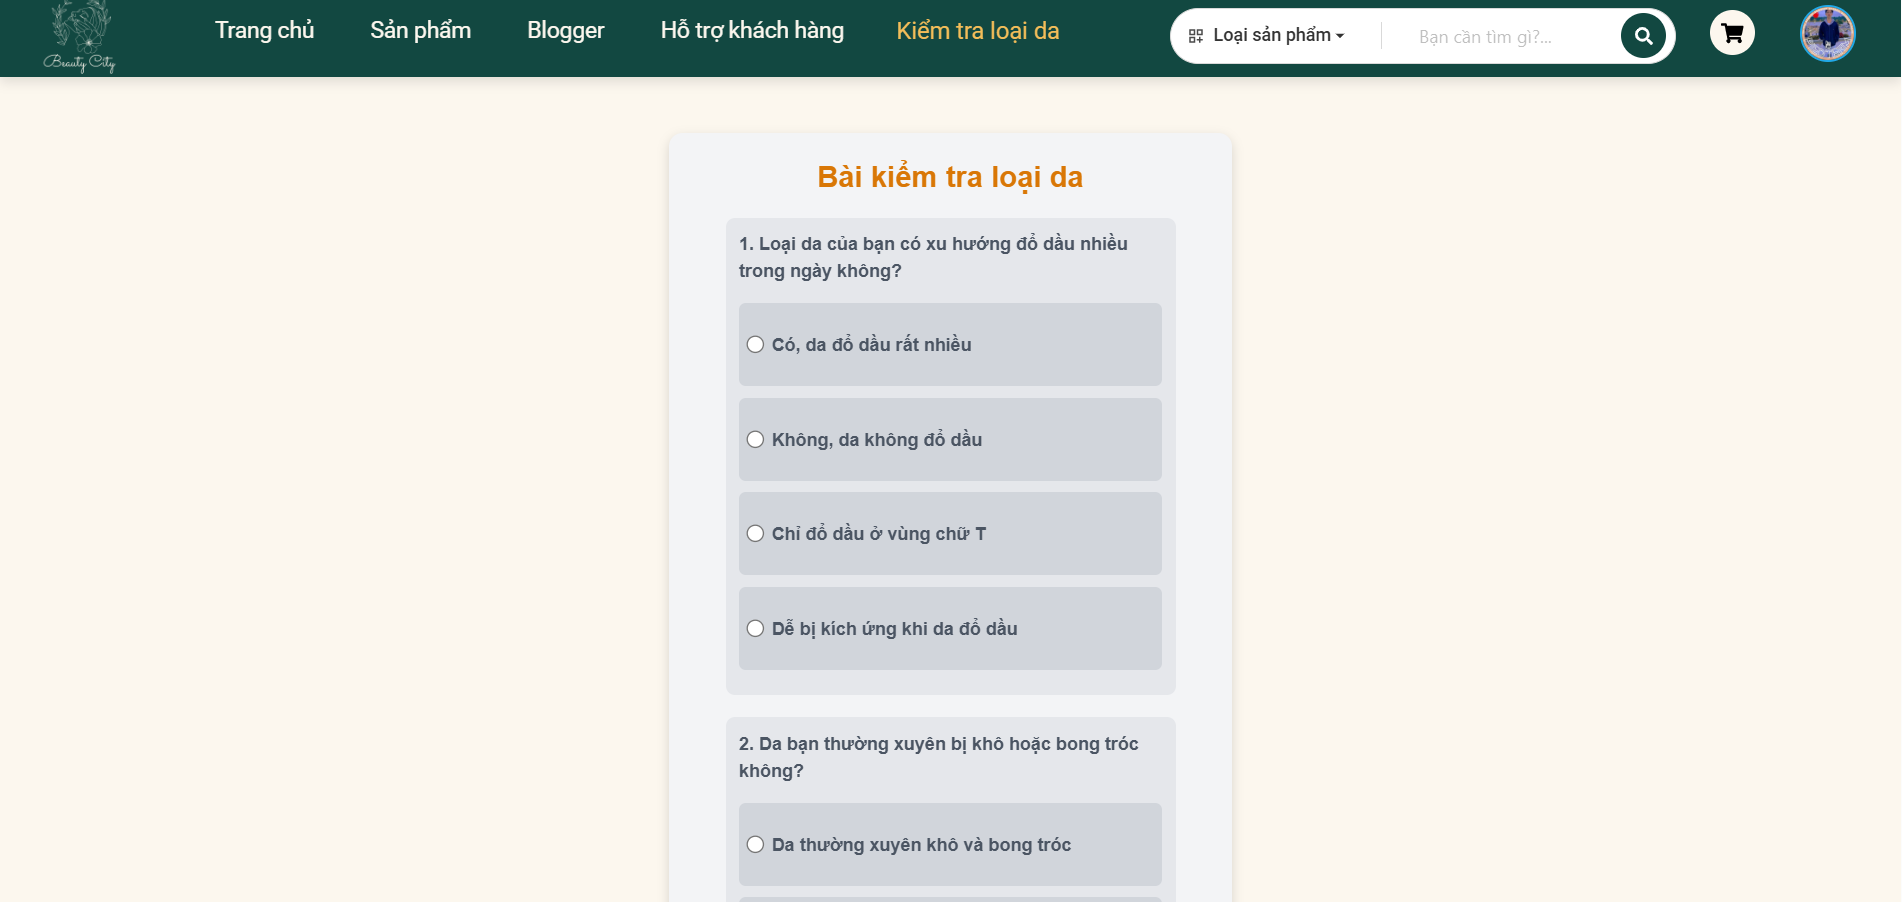 Beauty City
Trang chủ
Sản phẩm
Blogger
Hỗ trợ khách hàng
Kiểm tra loại da
Loại sản phẩm
Bạn cần tìm gì?...
Bài kiểm tra loại da
1. Loại da của bạn có xu hướng đổ dầu nhiều
trong ngày không?
Có, da đổ dầu rất nhiều
Không, da không đổ dầu
Chỉ đổ dầu ở vùng chữ T
Dễ bị kích ứng khi da đổ dầu
2. Da bạn thường xuyên bị khô hoặc bong tróc
không?
Da thường xuyên khô và bong tróc